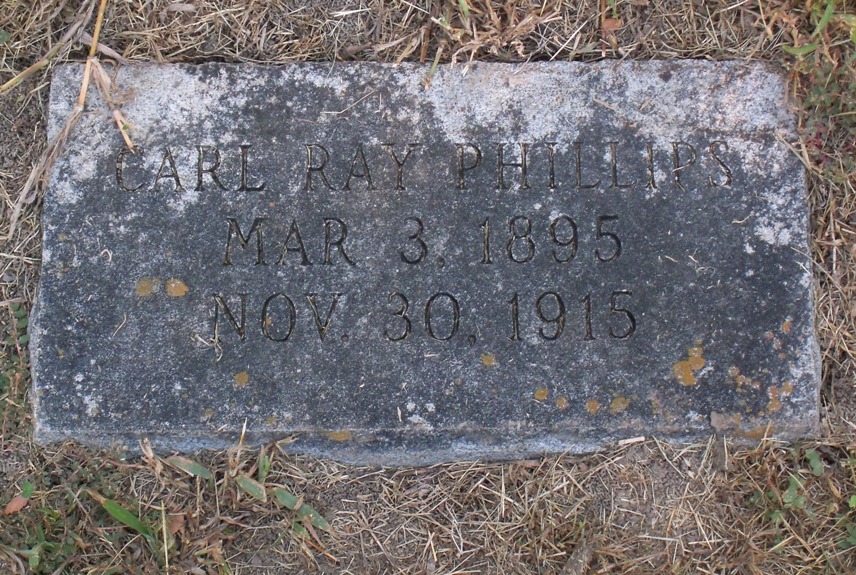 CARL RAY PHILLIPS
MAR 3, 1895
NOV. 30, 1915